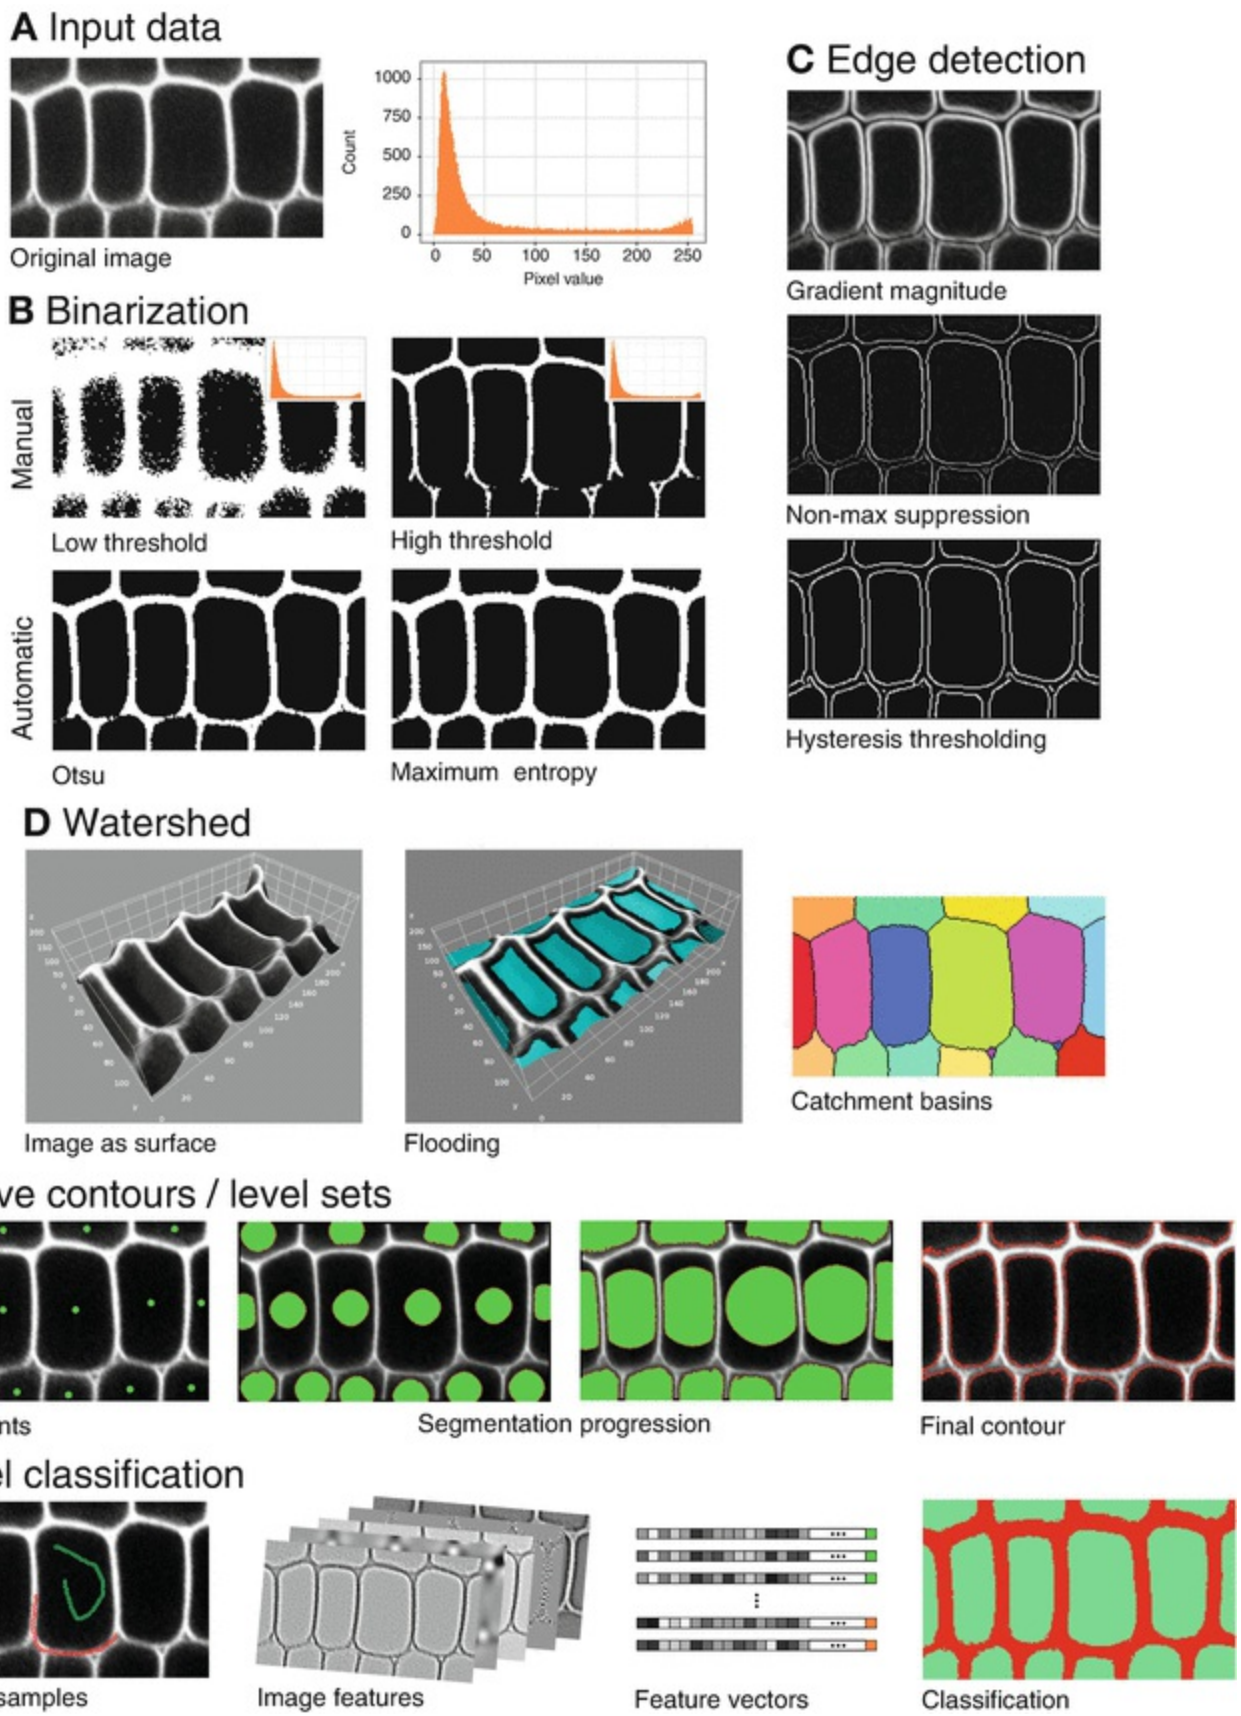 A Input data
1000
750
500
250
0
Count
0 50 100 150 200 250
Pixel value
Original image
B Binarization
Manual
Low threshold
High threshold
Automatic
Otsu
Maximum entropy
C Edge detection
Gradient magnitude
Non-max suppression
Hysteresis thresholding
D Watershed
Image as surface
Flooding
Catchment basins
ve contours / level sets
nts
Segmentation progression
Final contour
el classification
samples
Image features
Feature vectors
Classification